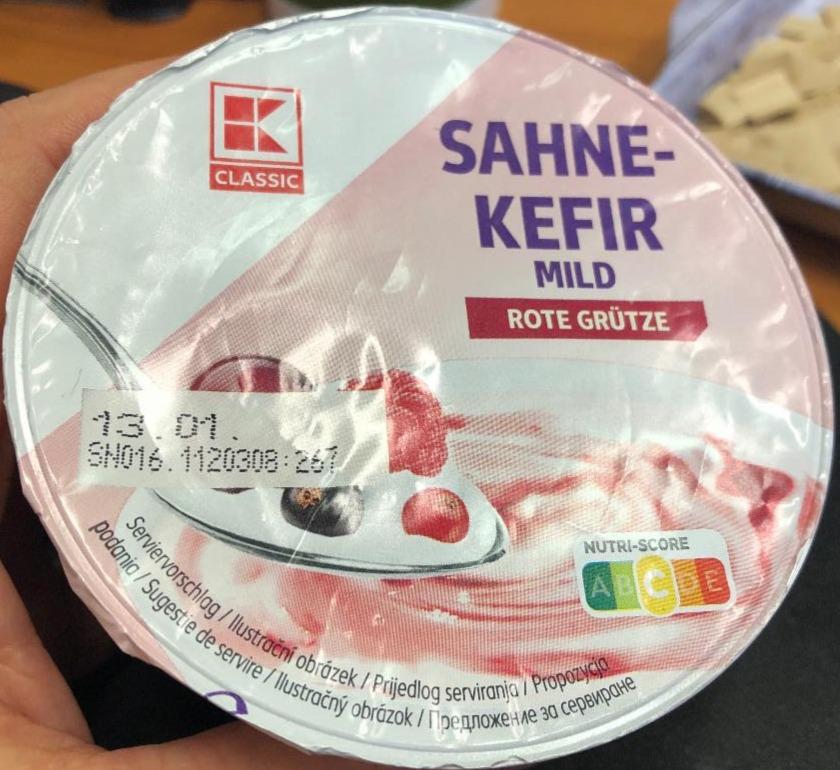 K
CLASSIC
SAHNE-
KEFIR
MILD
ROTE GRÜTZE
13.01.
SN016.1120308:267
NUTRI-SCORE
A B C D E
Serviervorschlag / Ilustrační obrázek / Prijedlog serviranja / Propozycja
podania / Sugestie de servire / Ilustračný obrázok / Предложение за сервиране